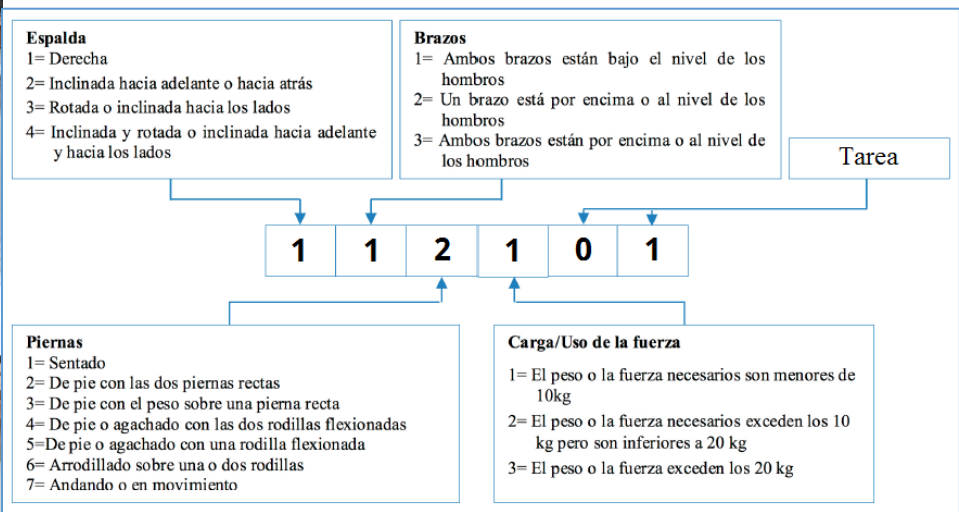 Espalda
1= Derecha
2= Inclinada hacia adelante o hacia atrás
3= Rotada o inclinada hacia los lados
4= Inclinada y rotada o inclinada hacia adelante
y hacia los lados
Brazos
1= Ambos brazos están bajo el nivel de los
hombros
2= Un brazo está por encima o al nivel de los
hombros
3= Ambos brazos están por encima o al nivel de
los hombros
Tarea
1 1 2 1 0 1
Piernas
1= Sentado
2= De pie con las dos piernas rectas
3= De pie con el peso sobre una pierna recta
4= De pie o agachado con las dos rodillas flexionadas
5=De pie o agachado con una rodilla flexionada
6= Arrodillado sobre una o dos rodillas
7= Andando o en movimiento
Carga/Uso de la fuerza
1= El peso o la fuerza necesarios son menores de
10kg
2= El peso o la fuerza necesarios exceden los 10
kg pero son inferiores a 20 kg
3= El peso o la fuerza exceden los 20 kg